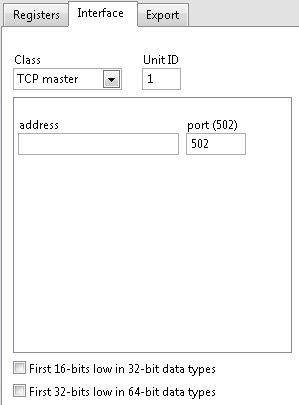 Registers Interface Export
Class Unit ID
TCP master 1
address port (502)
502
First 16-bits low in 32-bit data types
First 32-bits low in 64-bit data types